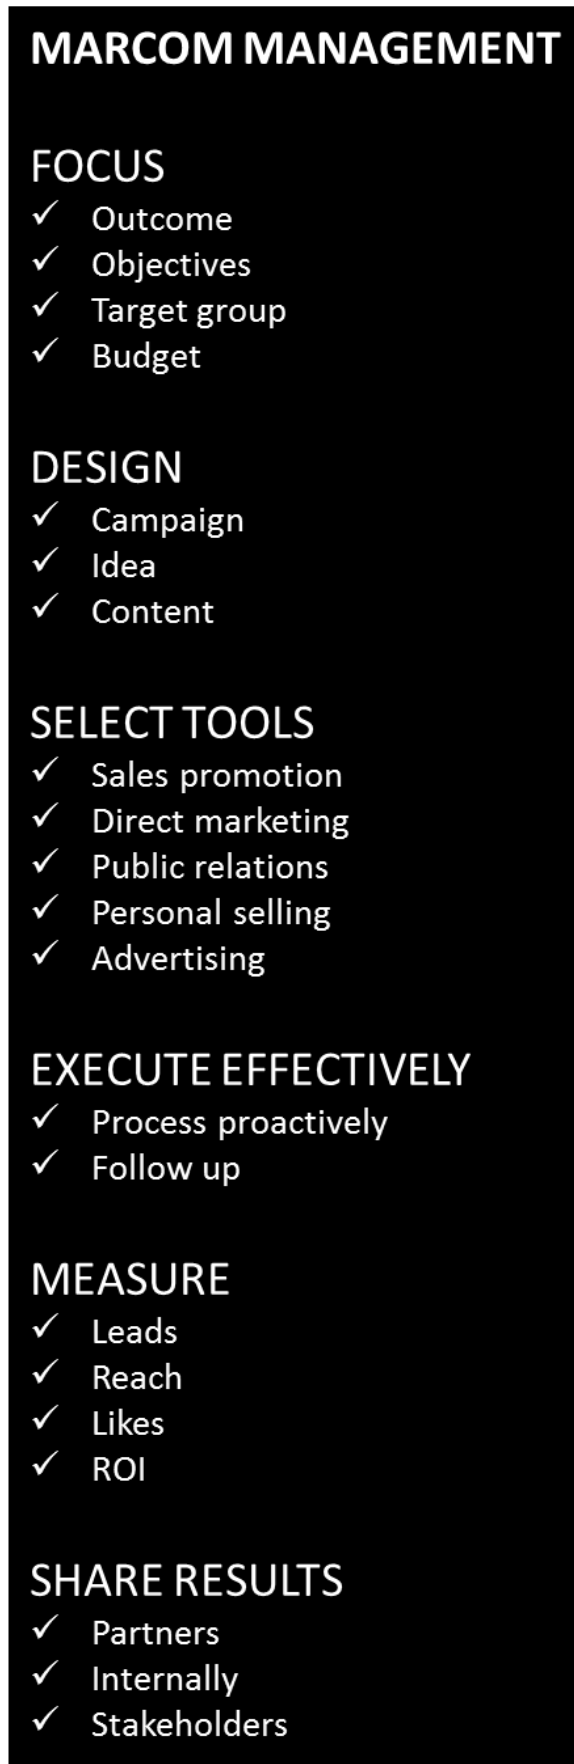 MARCOM MANAGEMENT
FOCUS
✓ Outcome
✓ Objectives
✓ Target group
✓ Budget
DESIGN
✓ Campaign
✓ Idea
✓ Content
SELECT TOOLS
✓ Sales promotion
✓ Direct marketing
✓ Public relations
✓ Personal selling
✓ Advertising
EXECUTE EFFECTIVELY
✓ Process proactively
✓ Follow up
MEASURE
✓ Leads
✓ Reach
✓ Likes
✓ ROI
SHARE RESULTS
✓ Partners
✓ Internally
✓ Stakeholders